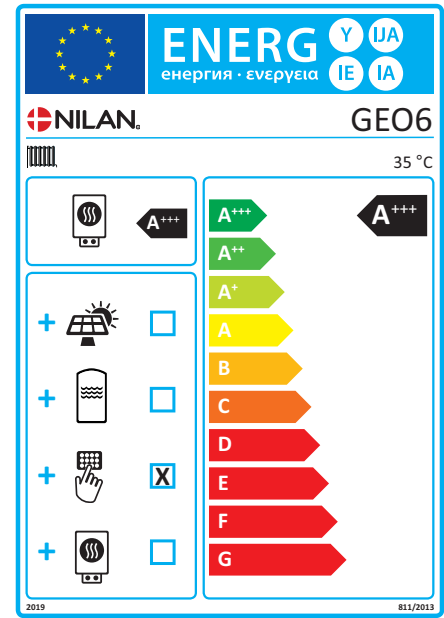 ENERG Y IJA
енергия · ενεργεια IE IA
NILAN
GEO6
35 °C
A+++
A+++
A+++
A++
A+
A
B
C
D
E
F
G
+
+
+ X
+
2019
811/2013